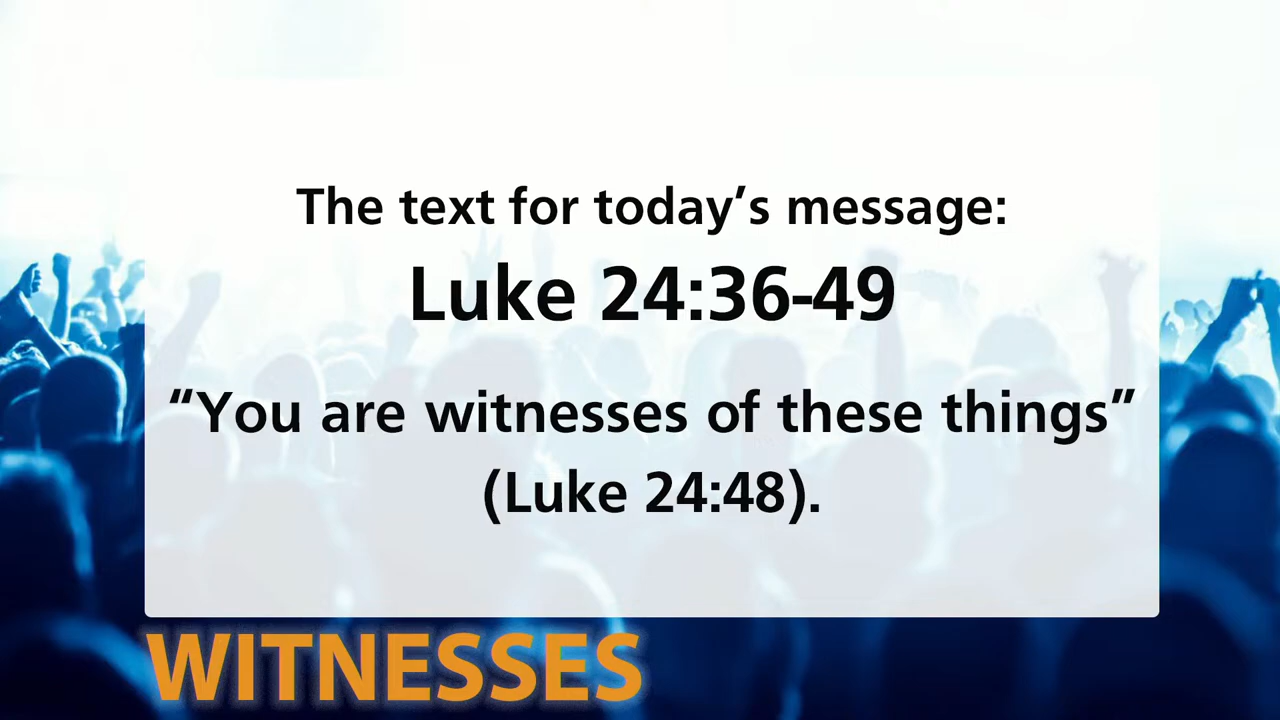 The text for today’s message:
Luke 24:36-49
“You are witnesses of these things”
(Luke 24:48).
WITNESSES